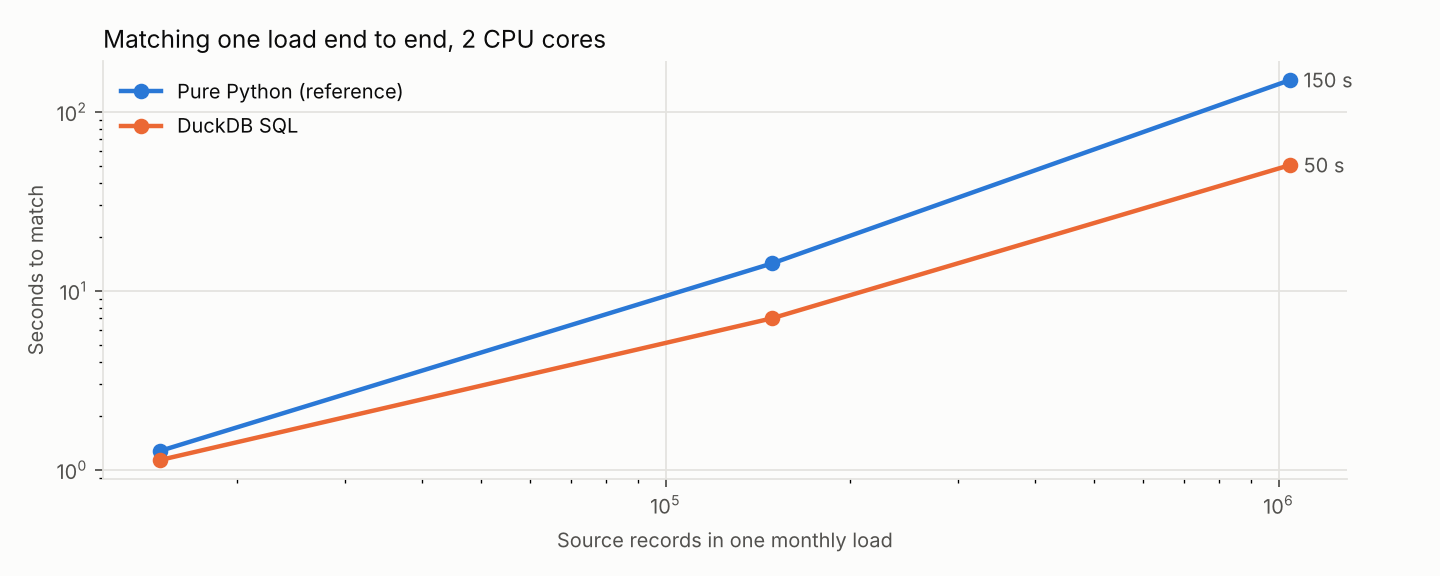 Matching one load end to end, 2 CPU cores
Pure Python (reference)
DuckDB SQL
150 s
50 s
10²
10¹
10⁰
Seconds to match
10⁵
10⁶
Source records in one monthly load